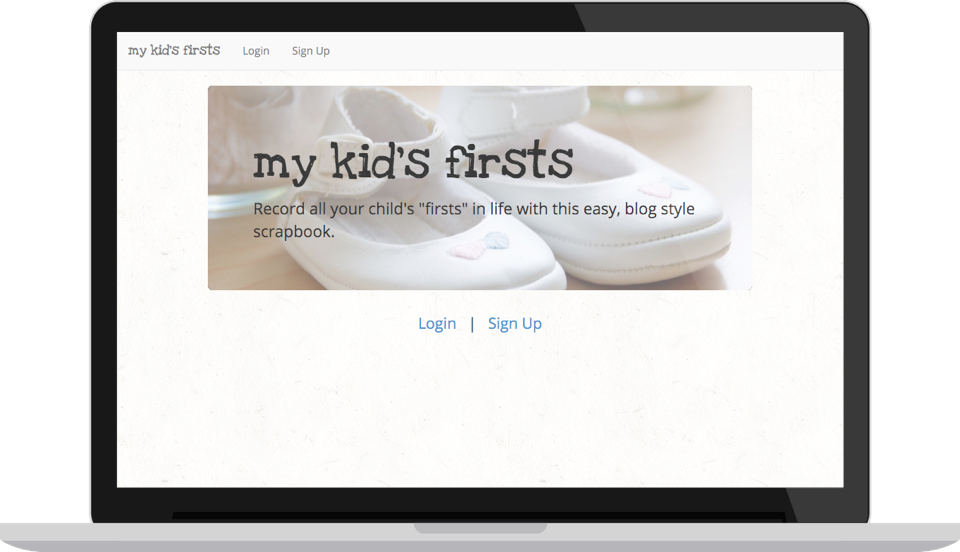 my kid's firsts Login Sign Up
my kid's firsts
Record all your child's "firsts" in life with this easy, blog style
scrapbook.
Login | Sign Up